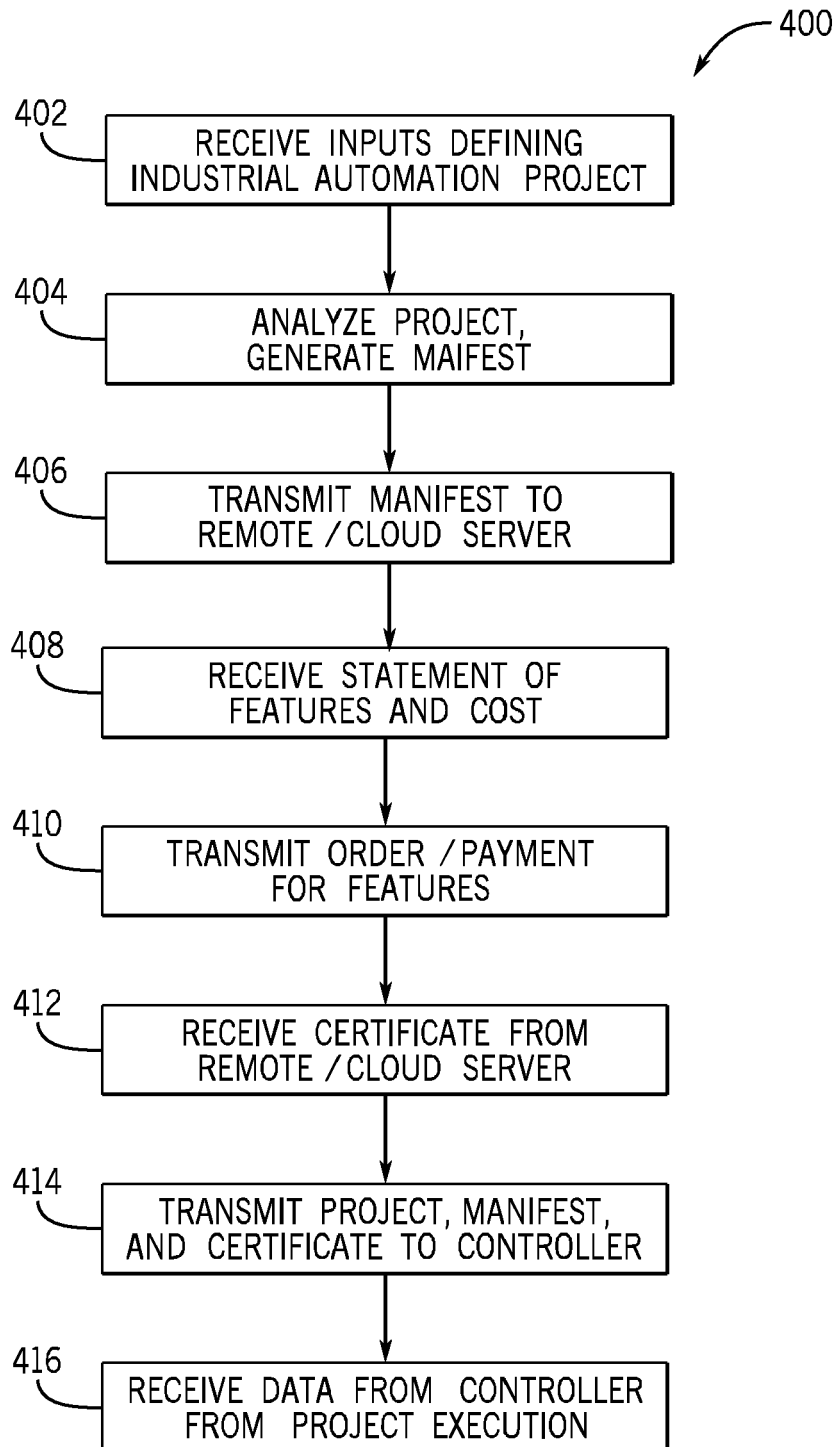 400
402
RECEIVE INPUTS DEFINING
INDUSTRIAL AUTOMATION PROJECT
404
ANALYZE PROJECT,
GENERATE MAIFEST
406
TRANSMIT MANIFEST TO
REMOTE / CLOUD SERVER
408
RECEIVE STATEMENT OF
FEATURES AND COST
410
TRANSMIT ORDER / PAYMENT
FOR FEATURES
412
RECEIVE CERTIFICATE FROM
REMOTE / CLOUD SERVER
414
TRANSMIT PROJECT, MANIFEST,
AND CERTIFICATE TO CONTROLLER
416
RECEIVE DATA FROM CONTROLLER
FROM PROJECT EXECUTION